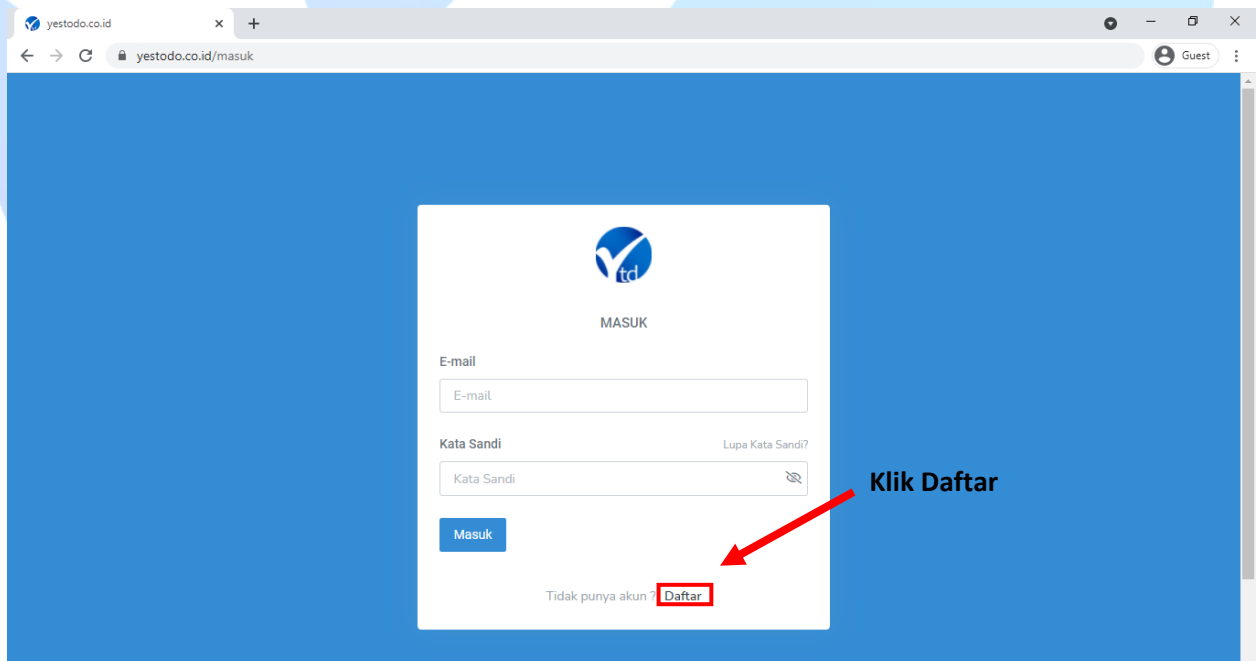 yestodo.co.id
yestodo.co.id/masuk
Guest
td
MASUK
E-mail
E-mail
Kata Sandi
Lupa Kata Sandi?
Kata Sandi
Klik Daftar
Masuk
Tidak punya akun ? Daftar